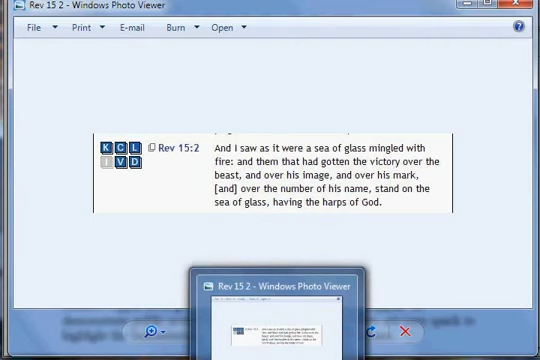 Rev 15 2 - Windows Photo Viewer
File Print E-mail Burn Open
K C L Rev 15:2 And I saw as it were a sea of glass mingled with
I V D fire: and them that had gotten the victory over the
beast, and over his image, and over his mark,
[and] over the number of his name, stand on the
sea of glass, having the harps of God.
Rev 15 2 - Windows Photo Viewer